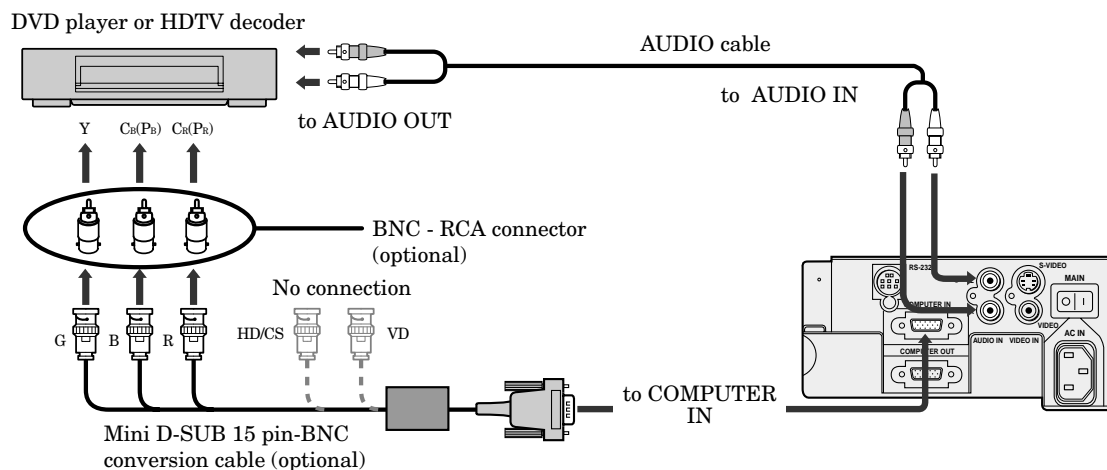 DVD player or HDTV decoder
AUDIO cable
to AUDIO IN
to AUDIO OUT
Y
CB(PB)
CR(PR)
BNC - RCA connector
(optional)
No connection
G
B
R
HD/CS
VD
to COMPUTER
IN
Mini D-SUB 15 pin-BNC
conversion cable (optional)
RS-232
S-VIDEO
MAIN
COMPUTER IN
VIDEO
AC IN
AUDIO IN
VIDEO IN
COMPUTER OUT